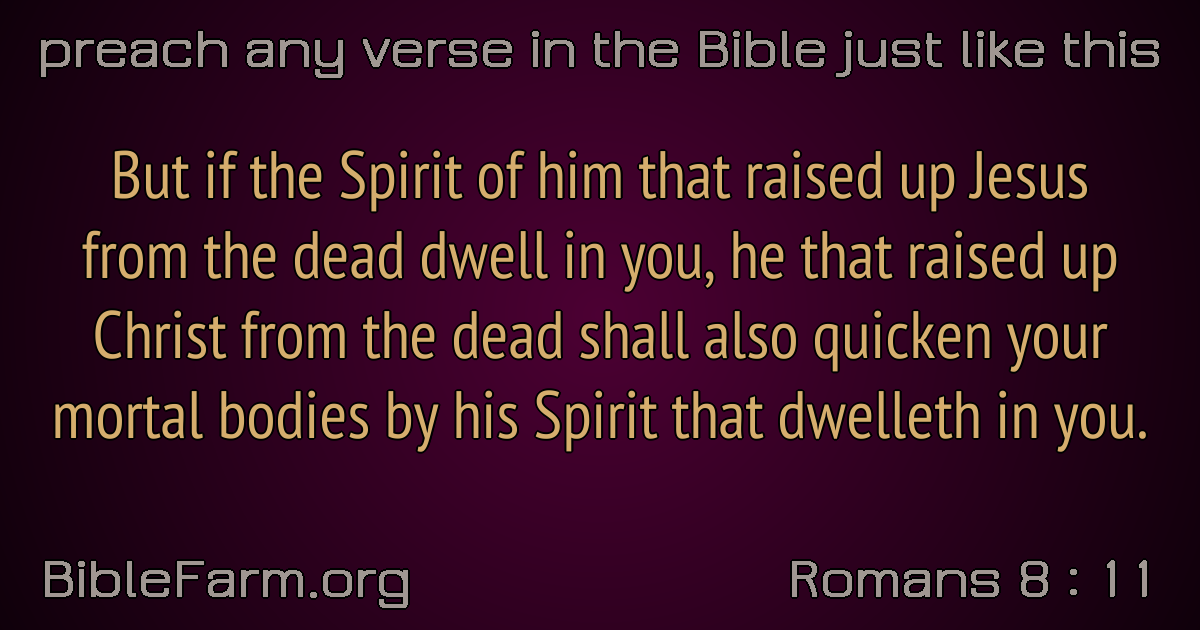 preach any verse in the Bible just like this
But if the Spirit of him that raised up Jesus
from the dead dwell in you, he that raised up
Christ from the dead shall also quicken your
mortal bodies by his Spirit that dwelleth in you.
BibleFarm.org
Romans 8 : 11